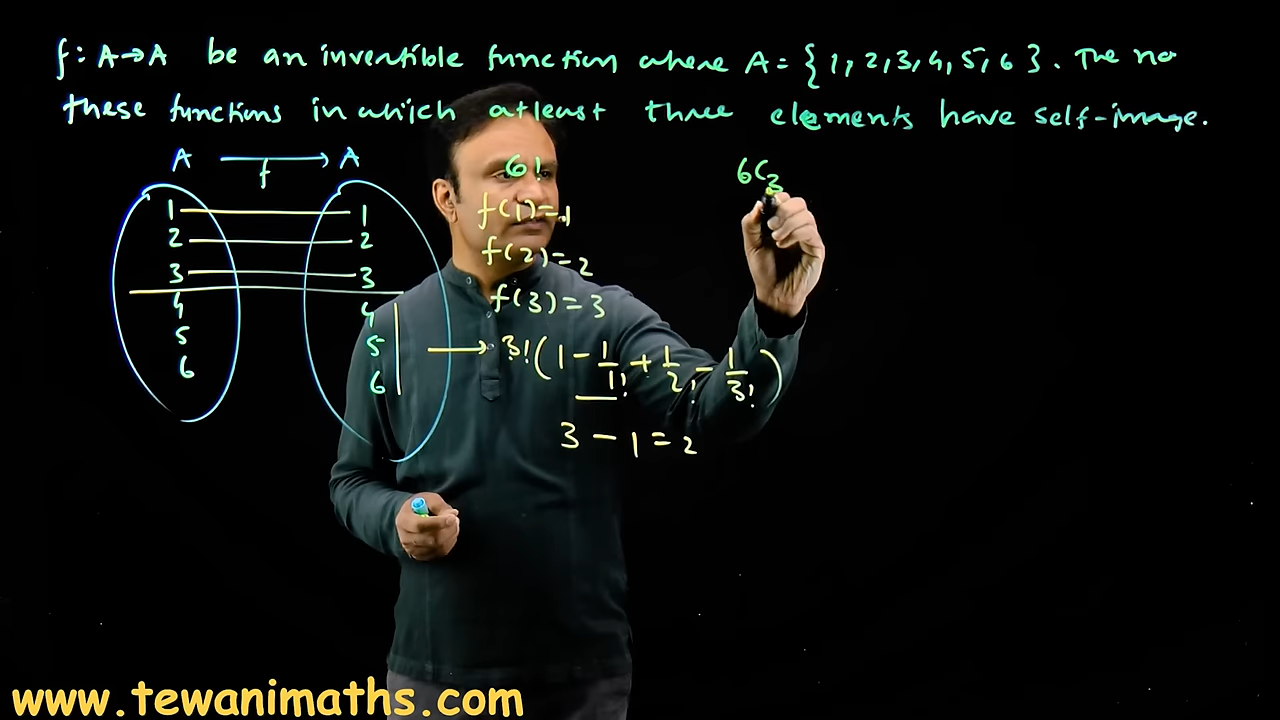 f: A→A be an invertible function where A = {1, 2, 3, 4, 5, 6}. The no
these functions in which atleast three elements have self-image.
A → A
f
6!
6C3
1 1
2 2
3 3
4 4
5 5
6 6
f(1)=1
f(2)=2
f(3)=3
→ 3!(1 - 1/1! + 1/2! - 1/3!)
3 - 1 = 2
www.tewanimaths.com